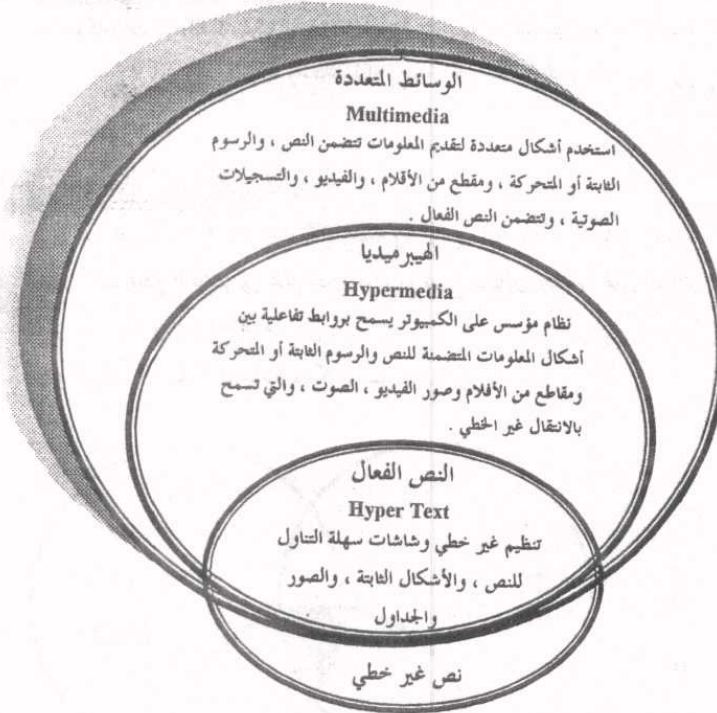 الوسائط المتعددة
Multimedia
استخدم أشكال متعددة لتقديم المعلومات تتضمن النص ، والرسوم
الثابتة أو المتحركة ، ومقطع من الأقلام ، والفيديو ، والتسجيلات
الصوتية ، وتتضمن النص الفعال .
الهيبرميديا
Hypermedia
نظام مؤسس على الكمبيوتر يسمح بروابط تفاعلية بين
أشكال المعلومات المتضمنة للنص والرسوم الثابتة أو المتحركة
ومقاطع من الأفلام وصور الفيديو ، الصوت ، والتي تسمح
بالانتقال غير الخطي .
النص الفعال
Hyper Text
تنظيم غير خطي وشاشات سهلة التناول
للنص ، والأشكال الثابتة ، والصور
والجداول
نص غير خطي